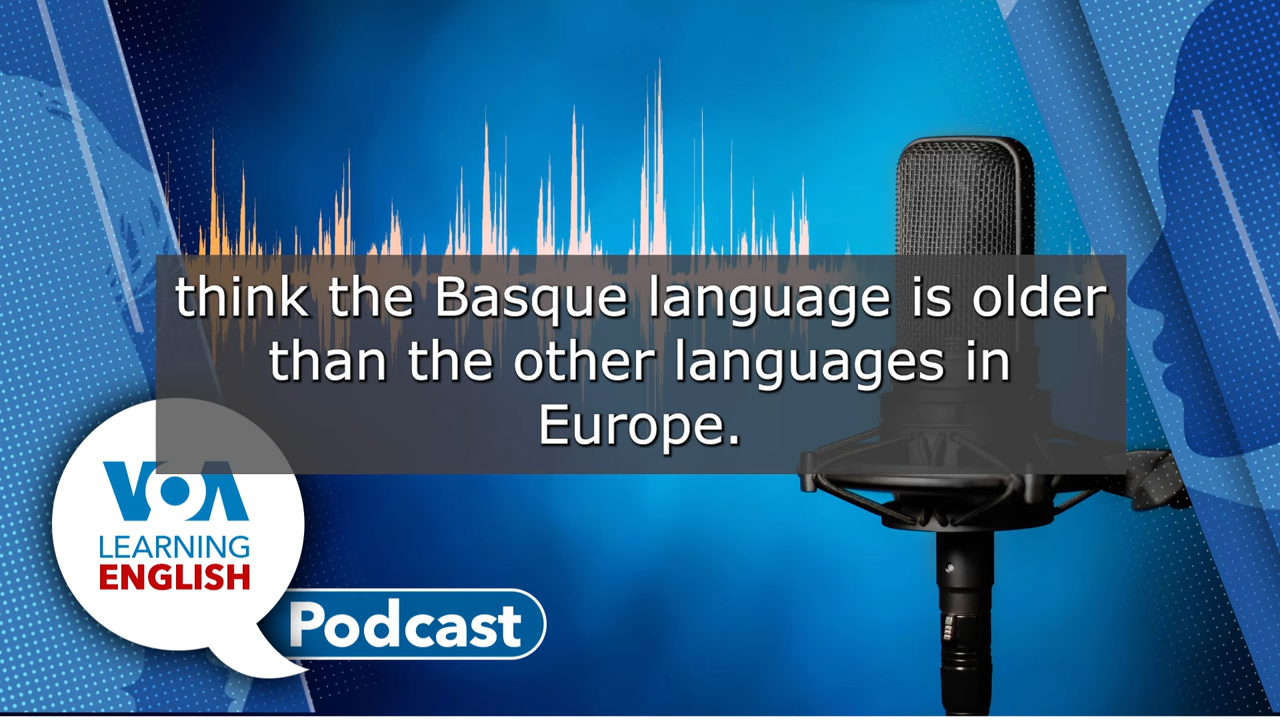 think the Basque language is older
than the other languages in
Europe.
VOA
LEARNING
ENGLISH
Podcast